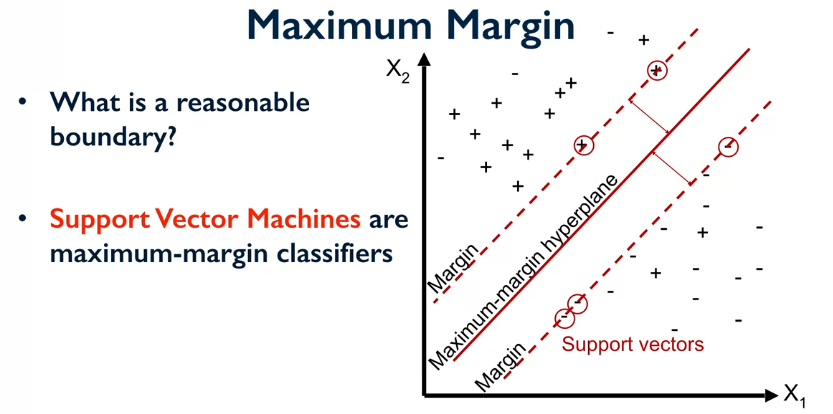 Maximum Margin
• What is a reasonable
boundary?
• Support Vector Machines are
maximum-margin classifiers
X2
Margin
Maximum-margin hyperplane
Margin
Support vectors
X1